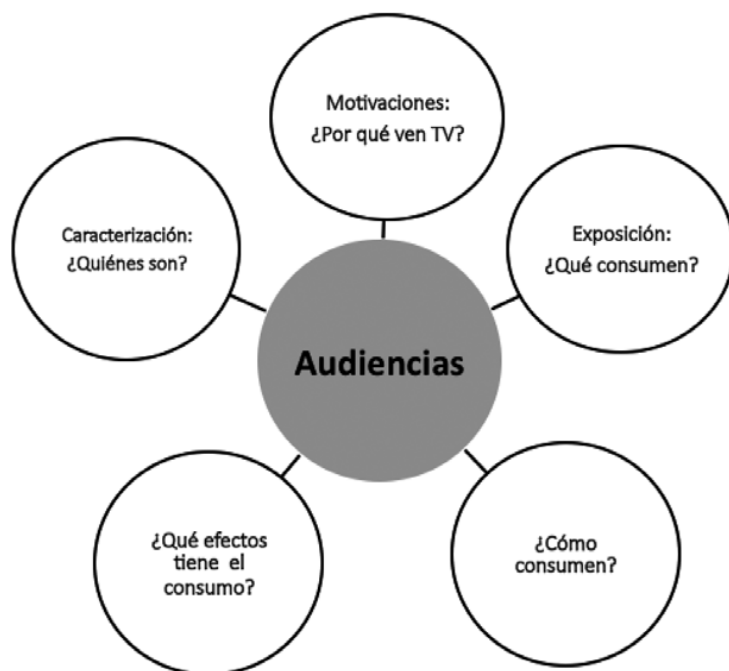 Motivaciones:
¿Por qué ven TV?
Caracterización:
¿Quiénes son?
Exposición:
¿Qué consumen?
Audiencias
¿Qué efectos
tiene el
consumo?
¿Cómo
consumen?